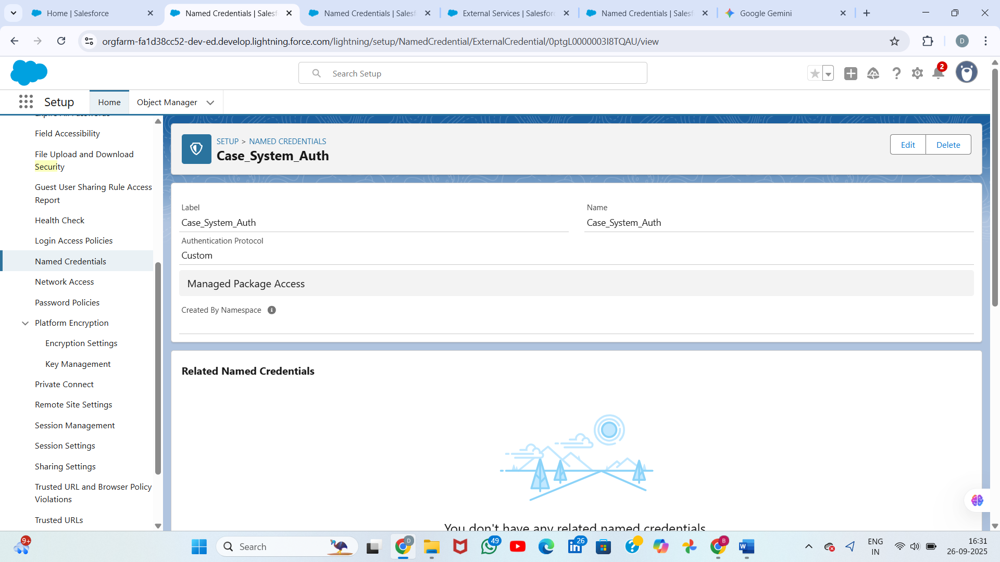 Home | Salesforce
Named Credentials | Salesf
Named Credentials | Salesf
External Services | Salesforc
Named Credentials | Salesf
Google Gemini
orgfarm-fa1d38cc52-dev-ed.develop.lightning.force.com/lightning/setup/NamedCredential/ExternalCredential/0ptgL0000003I8TQAU/view
D
Search Setup
2
Setup
Home
Object Manager
Field Accessibility
File Upload and Download
Security
Guest User Sharing Rule Access
Report
Health Check
Login Access Policies
Named Credentials
Network Access
Password Policies
Platform Encryption
Encryption Settings
Key Management
Private Connect
Remote Site Settings
Session Management
Session Settings
Sharing Settings
Trusted URL and Browser Policy
Violations
Trusted URLs
SETUP > NAMED CREDENTIALS
Case_System_Auth
Edit
Delete
Label
Case_System_Auth
Name
Case_System_Auth
Authentication Protocol
Custom
Managed Package Access
Created By Namespace
Related Named Credentials
You don't have any related named credentials
9+
Search
D
49
26
B
ENG
IN
16:31
26-09-2025